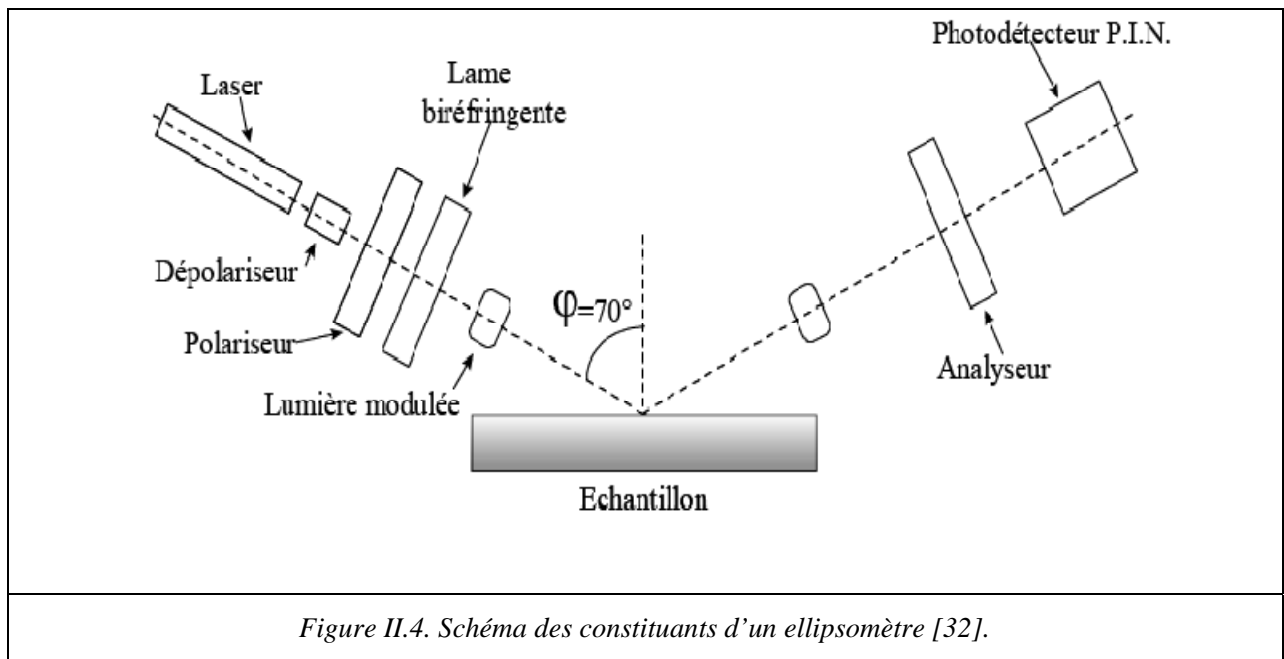 Photodétecteur P.I.N.
Laser
Lame
biréfringente
Dépolariseur
Polariseur
φ=70°
Lumière modulée
Analyseur
Echantillon
Figure II.4. Schéma des constituants d'un ellipsomètre [32].